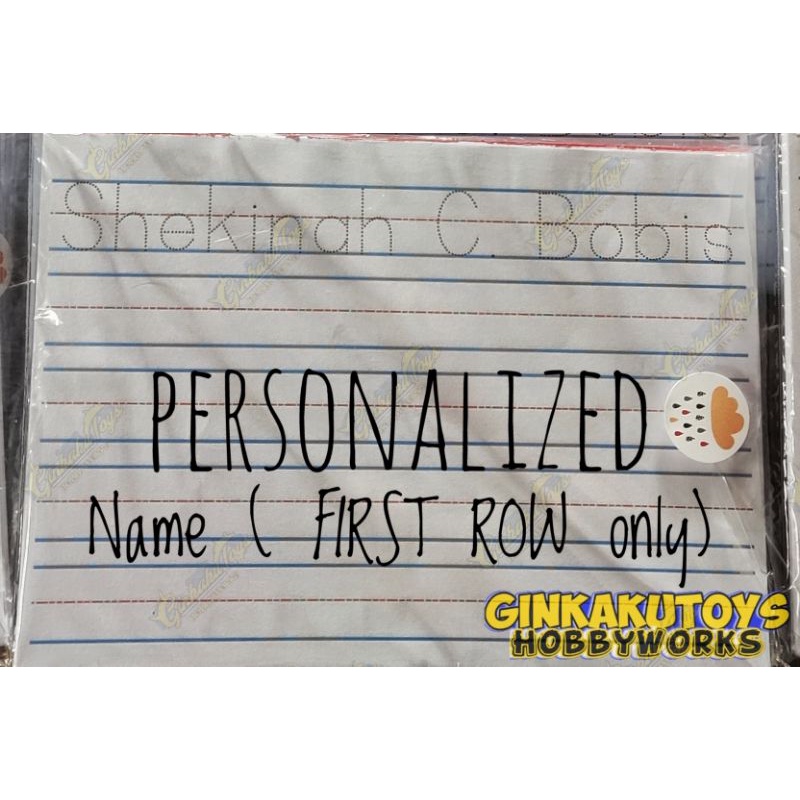 Shekinah C. Bobis
PERSONALIZED
Name ( FIRST ROW only)
GINKAKUTOYS
HOBBYWORKS